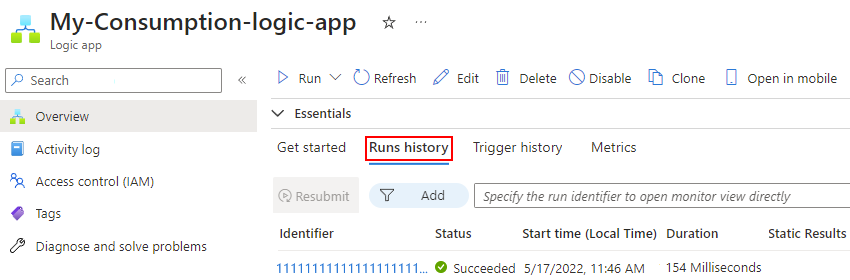 My-Consumption-logic-app ☆ ...
Logic app
Search «
Run Refresh Edit Delete Disable Clone Open in mobile
Essentials
Overview
Activity log
Access control (IAM)
Tags
Diagnose and solve problems
Get started Runs history Trigger history Metrics
Resubmit Add Specify the run identifier to open monitor view directly
Identifier Status Start time (Local Time) Duration Static Results
11111111111111111111... Succeeded 5/17/2022, 11:46 AM 154 Milliseconds